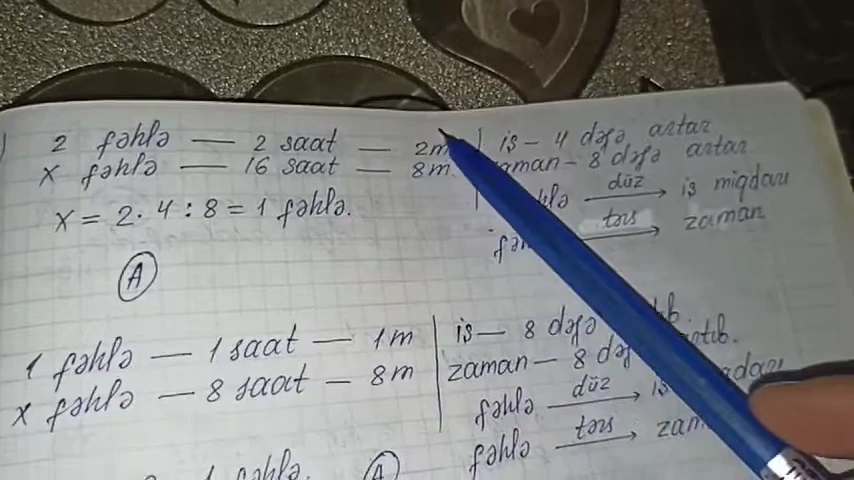 2 fəhlə — 2 saat — 2m | iş – 4 dəfə artar
x fəhlə — 16 saat — 8m. zaman – 8 dəfə artar
x = 2 · 4 : 8 = 1 fəhlə.
düz → iş miqdarı
tərs → zaman
A
1 fəhlə — 1 saat — 1m | iş — 8 dəfə
x fəhlə — 8 saat — 8m zaman — 8
fəhlə düz →
fəhlə tərs →
1 fəhlə. A